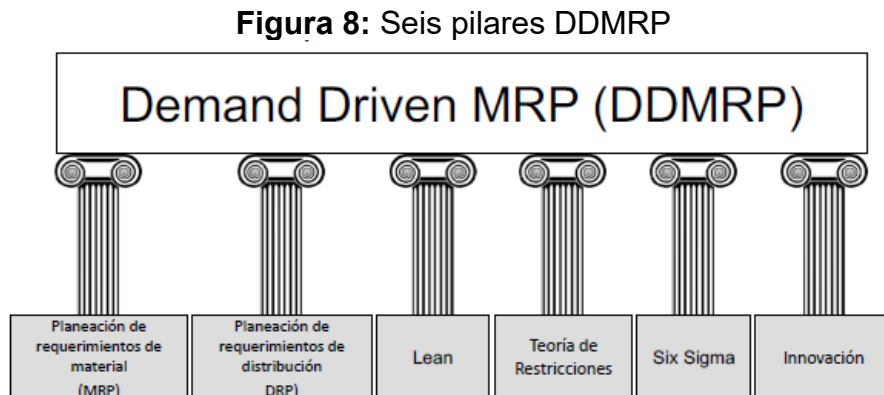 Figura 8: Seis pilares DDMRP
Demand Driven MRP (DDMRP)
Planeación de
requerimientos de
material
(MRP)
Planeación de
requerimientos de
distribución
DRP)
Lean
Teoría de
Restricciones
Six Sigma
Innovación